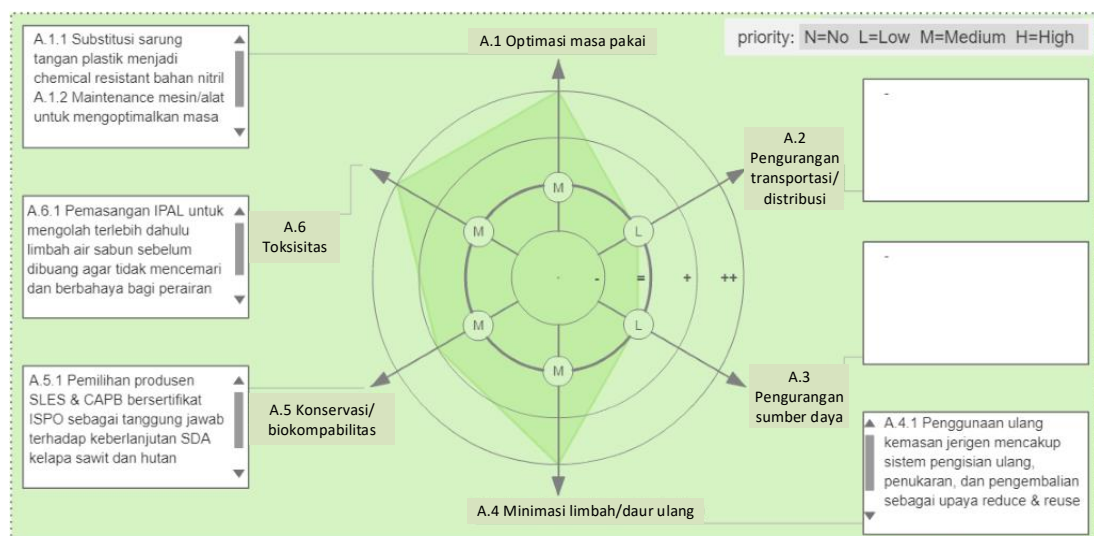 A.1.1 Substitusi sarung
tangan plastik menjadi
chemical resistant bahan nitril
A.1.2 Maintenance mesin/alat
untuk mengoptimalkan masa
A.1 Optimasi masa pakai
priority: N=No L=Low M=Medium H=High
-
A.2
Pengurangan
transportasi/
distribusi
A.6.1 Pemasangan IPAL untuk
mengolah terlebih dahulu
limbah air sabun sebelum
dibuang agar tidak mencemari
dan berbahaya bagi perairan
A.6
Toksisitas
M
M
L
- - = + ++
M
L
M
-
A.3
Pengurangan
sumber daya
A.5.1 Pemilihan produsen
SLES & CAPB bersertifikat
ISPO sebagai tanggung jawab
terhadap keberlanjutan SDA
kelapa sawit dan hutan
A.5 Konservasi/
biokompabilitas
A.4.1 Penggunaan ulang
kemasan jerigen mencakup
sistem pengisian ulang,
penukaran, dan pengembalian
sebagai upaya reduce & reuse
A.4 Minimasi limbah/daur ulang